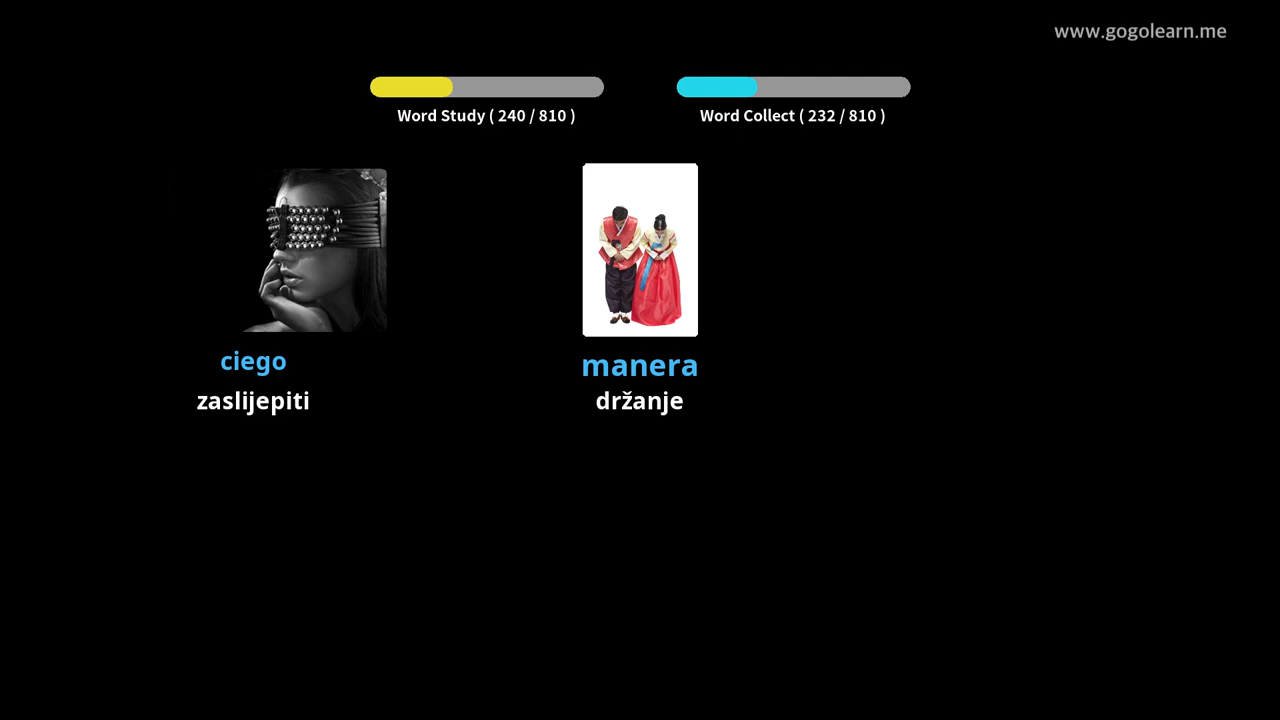 www.gogolearn.me
Word Study ( 240 / 810 )
Word Collect ( 232 / 810 )
ciego
zaslijepiti
manera
držanje